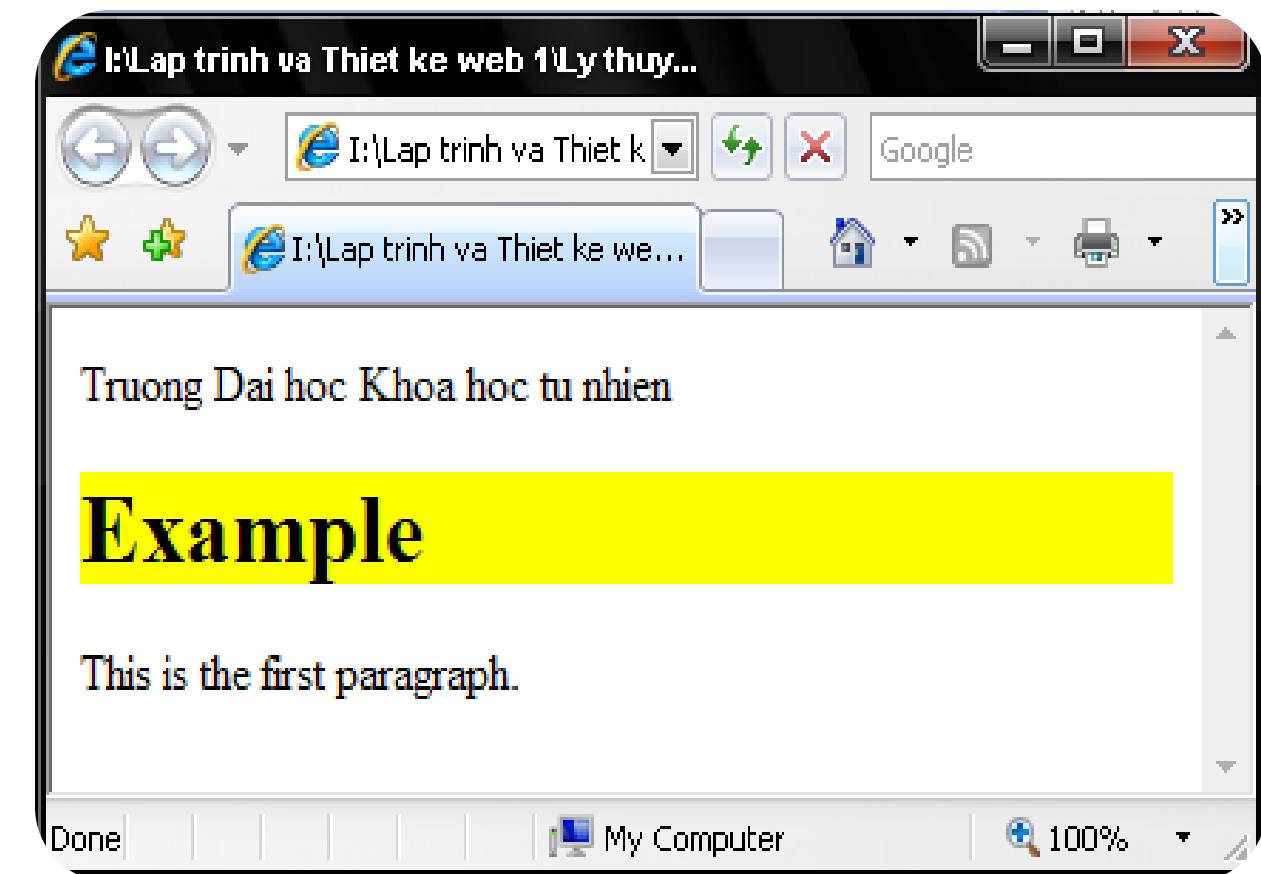 I:\Lap trinh va Thiet ke web 1\Ly thuy...
I:\Lap trinh va Thiet k
Google
I:\Lap trinh va Thiet ke we...
»
Truong Dai hoc Khoa hoc tu nhien
Example
This is the first paragraph.
Done
My Computer
100%